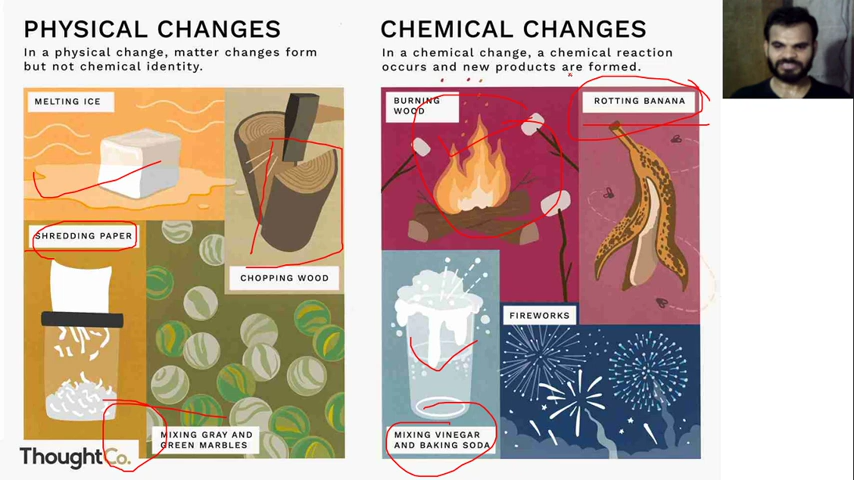 PHYSICAL CHANGES
In a physical change, matter changes form
but not chemical identity.
MELTING ICE
CHOPPING WOOD
SHREDDING PAPER
MIXING GRAY AND
GREEN MARBLES
ThoughtCo.
CHEMICAL CHANGES
In a chemical change, a chemical reaction
occurs and new products are formed.
BURNING
WOOD
ROTTING BANANA
MIXING VINEGAR
AND BAKING SODA
FIREWORKS